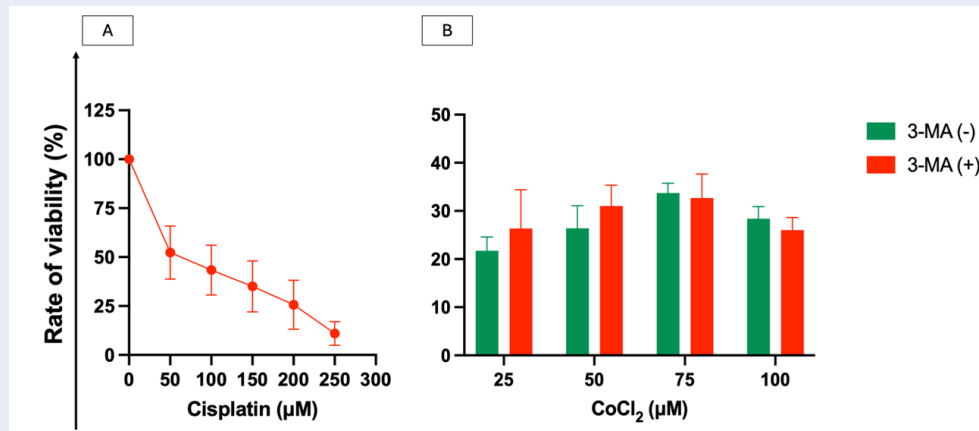 A
B
Rate of viability (%)
125
100
75
50
25
0
0 50 100 150 200 250 300
Cisplatin (μM)
50
40
30
20
10
0
25 50 75 100
CoCl₂ (μM)
3-MA (-)
3-MA (+)